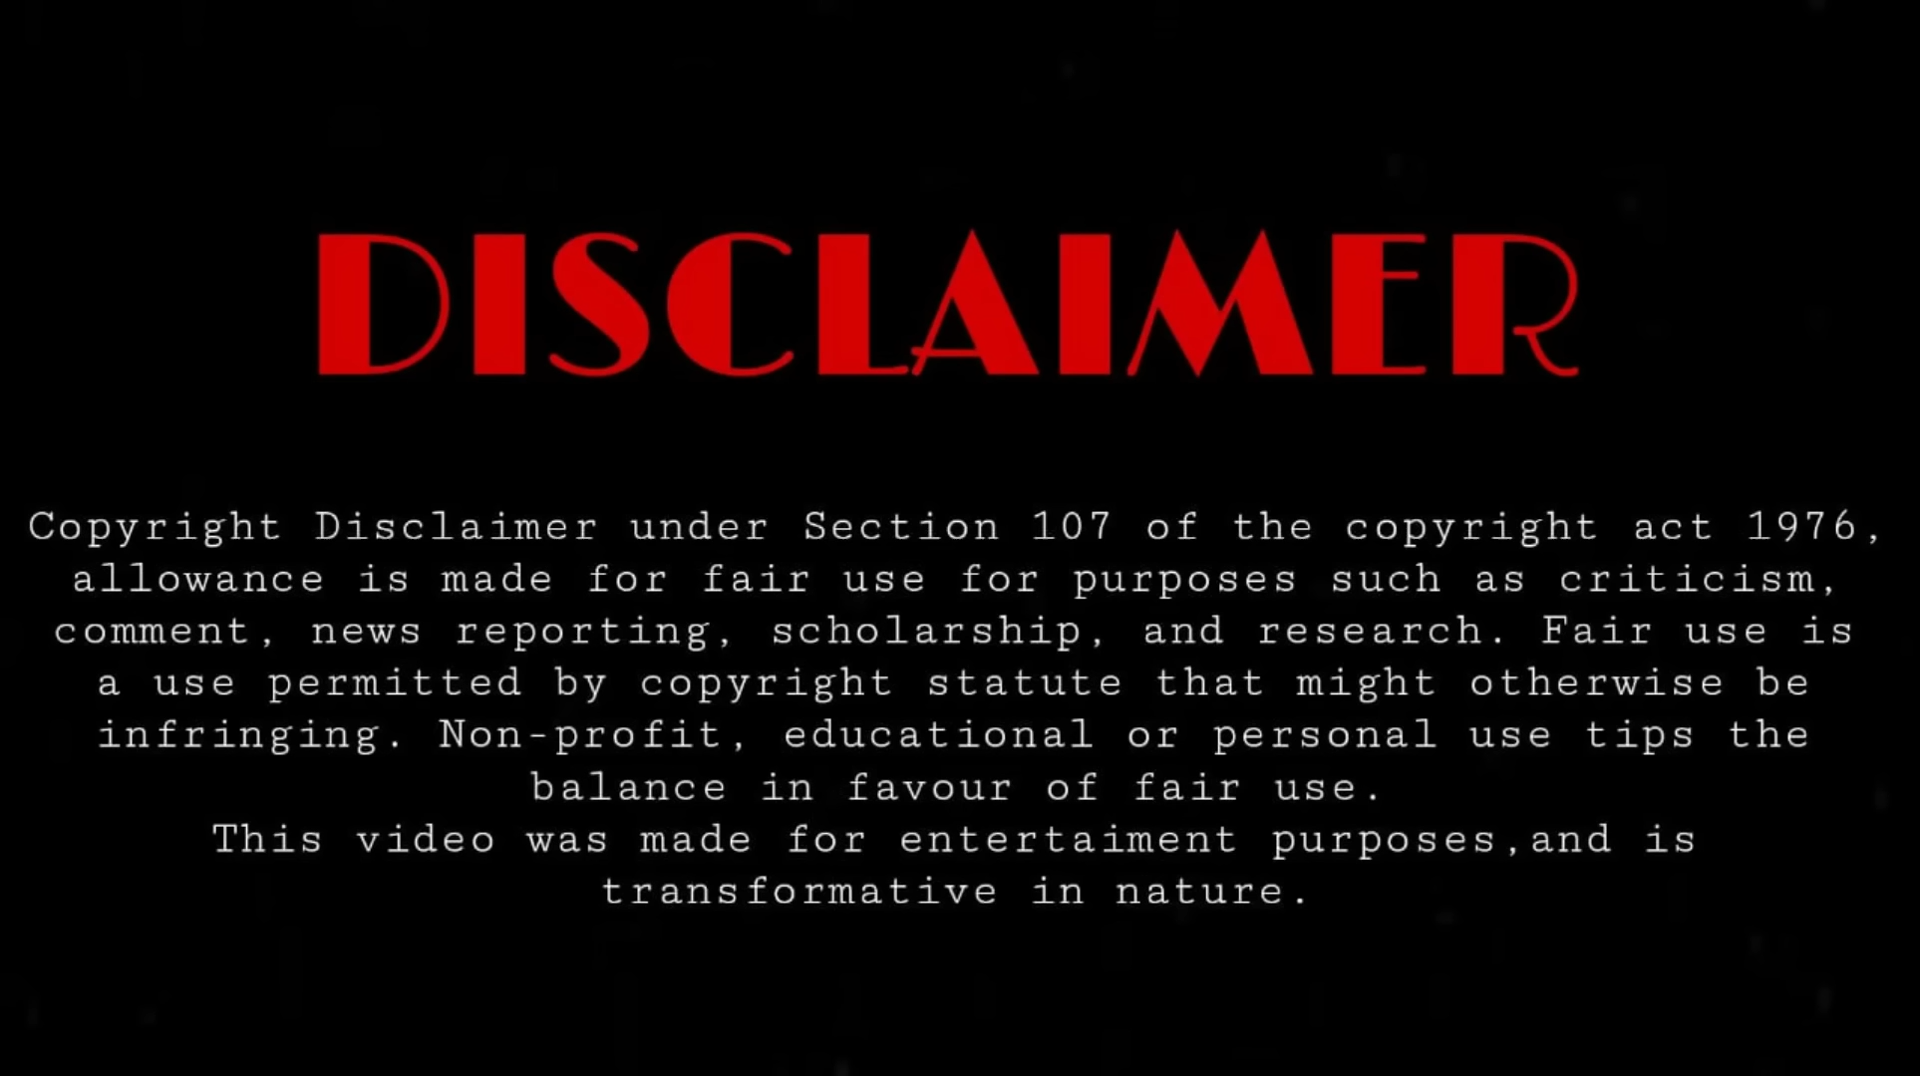 DISCLAIMER
Copyright Disclaimer under Section 107 of the copyright act 1976,
allowance is made for fair use for purposes such as criticism,
comment, news reporting, scholarship, and research. Fair use is
a use permitted by copyright statute that might otherwise be
infringing. Non-profit, educational or personal use tips the
balance in favour of fair use.
This video was made for entertaiment purposes,and is
transformative in nature.